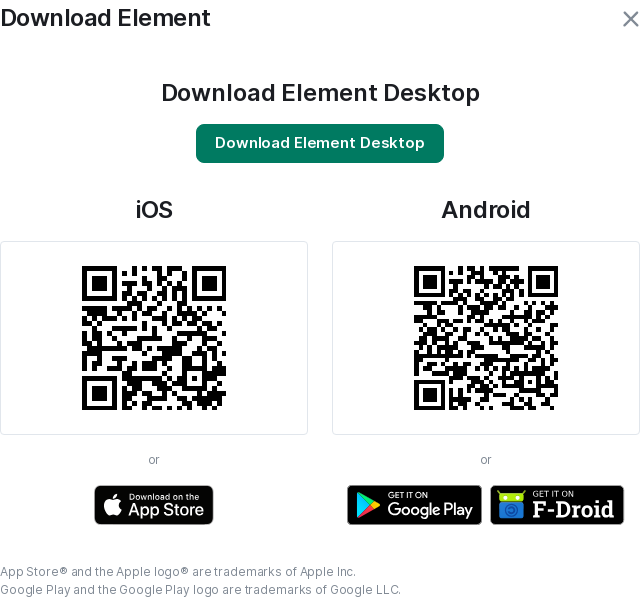 Download Element
Download Element Desktop
Download Element Desktop
iOS
Android
or
or
Download on the
App Store
GET IT ON
Google Play
GET IT ON
F-Droid
App Store® and the Apple logo® are trademarks of Apple Inc.
Google Play and the Google Play logo are trademarks of Google LLC.